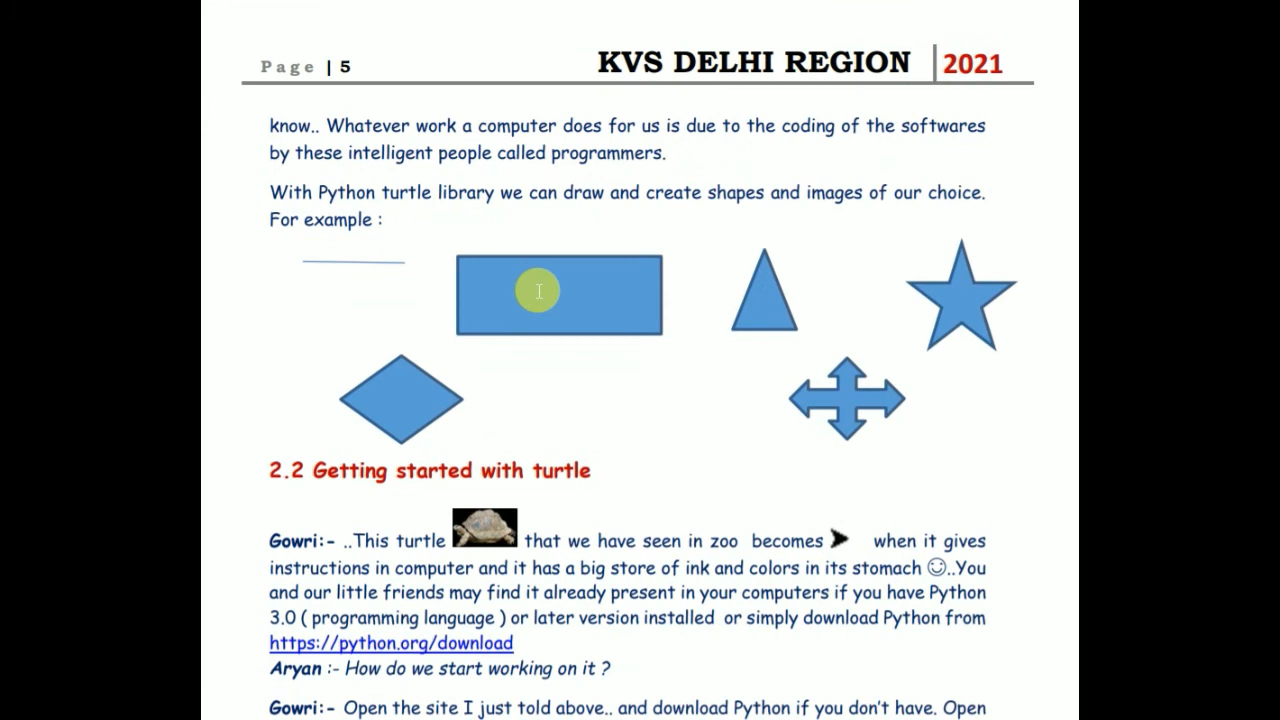 Page | 5 KVS DELHI REGION 2021
know.. Whatever work a computer does for us is due to the coding of the softwares
by these intelligent people called programmers.
With Python turtle library we can draw and create shapes and images of our choice.
For example :
2.2 Getting started with turtle
Gowri:- ..This turtle that we have seen in zoo becomes when it gives
instructions in computer and it has a big store of ink and colors in its stomach ☺..You
and our little friends may find it already present in your computers if you have Python
3.0 ( programming language ) or later version installed or simply download Python from
https://python.org/download
Aryan :- How do we start working on it ?
Gowri:- Open the site I just told above.. and download Python if you don't have. Open